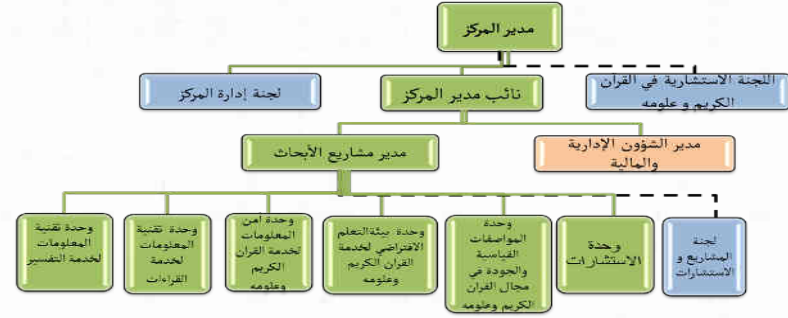 مدير المركز
اللجنة الاستشارية في القران
الكريم و علومه
نائب مدير المركز
لجنة إدارة المركز
مدير الشؤون الإدارية
والمالية
مدير مشاريع الأبحاث
لجنة
المشاريع و
الاستشارات
وحدة
الاستشارات
وحدة
المواصفات
القياسية
والجودة في
مجال القران
الكريم وعلومه
وحدة بيئة التعلم
الافتراضي لخدمة
القران الكريم
وعلومه
وحدة امن
المعلومات
لخدمة القران
الكريم
وعلومه
وحدة تقنية
المعلومات
لخدمة
القراءات
وحدة تقنية
المعلومات
لخدمة التفسير